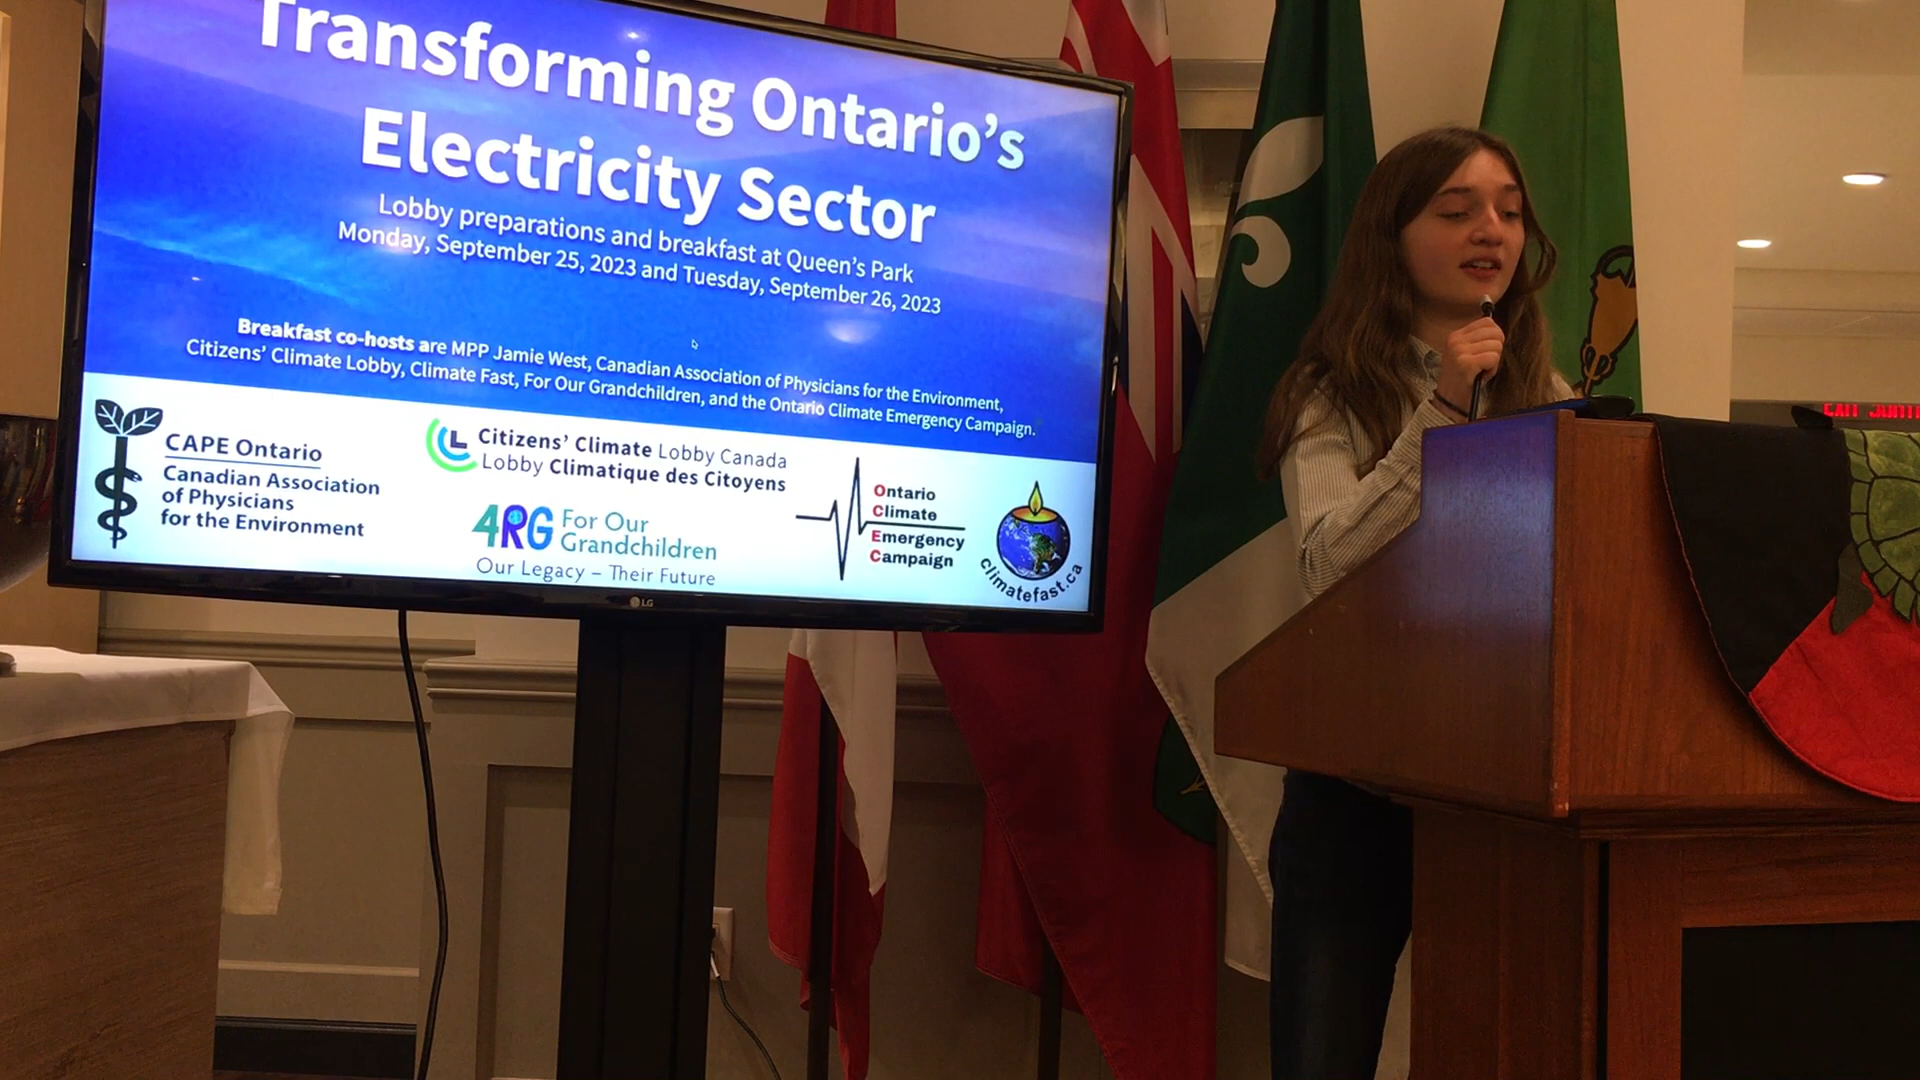 Transforming Ontario's
Electricity Sector
Lobby preparations and breakfast at Queen's Park
Monday, September 25, 2023 and Tuesday, September 26, 2023
Breakfast co-hosts are MPP Jamie West, Canadian Association of Physicians for the Environment,
Citizens' Climate Lobby, Climate Fast, For Our Grandchildren, and the Ontario Climate Emergency Campaign.
CAPE Ontario
Canadian Association
of Physicians
for the Environment
Citizens' Climate Lobby Canada
Lobby Climatique des Citoyens
4RG For Our
Grandchildren
Our Legacy – Their Future
Ontario
Climate
Emergency
Campaign
climatefast.ca
LG